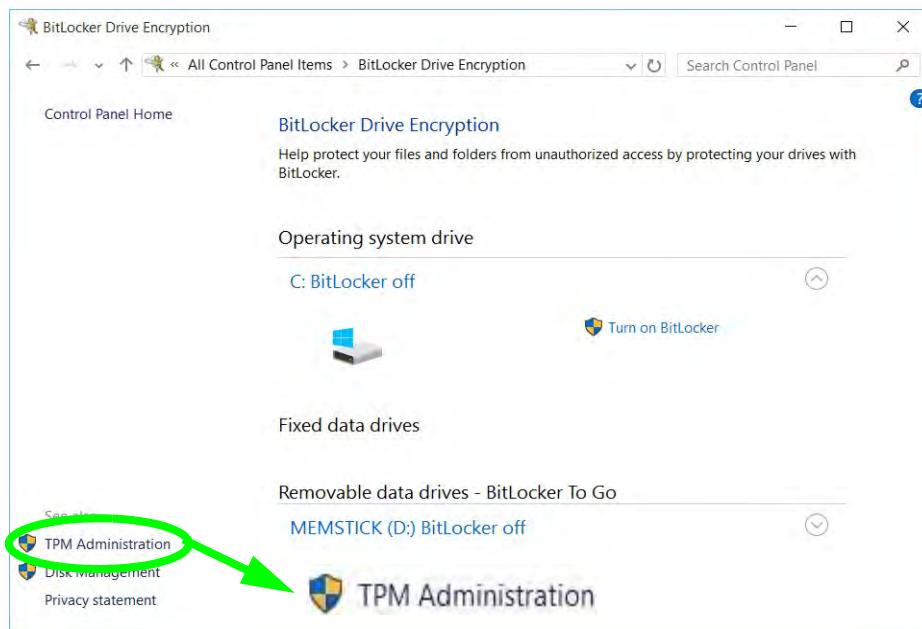 BitLocker Drive Encryption
« All Control Panel Items > BitLocker Drive Encryption
Search Control Panel
Control Panel Home
BitLocker Drive Encryption
Help protect your files and folders from unauthorized access by protecting your drives with
BitLocker.
Operating system drive
C: BitLocker off
Turn on BitLocker
Fixed data drives
Removable data drives - BitLocker To Go
MEMSTICK (D:) BitLocker off
See also
TPM Administration
Disk Management
Privacy statement
TPM Administration